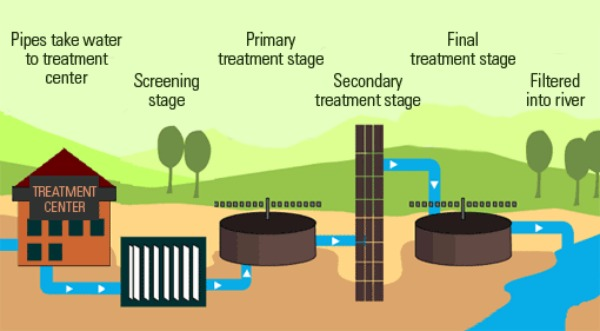 Pipes take water
to treatment
center
Screening
stage
Primary
treatment stage
Secondary
treatment stage
Final
treatment stage
Filtered
into river
TREATMENT
CENTER